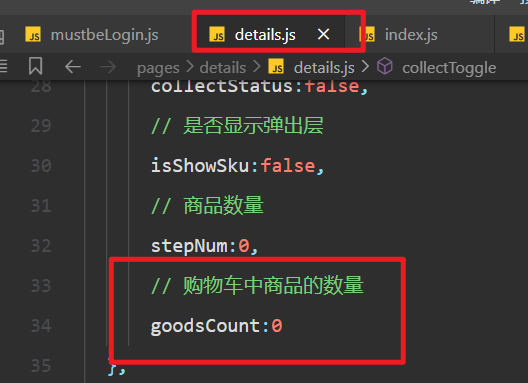 JS mustbeLogin.js JS details.js × JS index.js JS
pages > details > JS details.js > collectToggle
28 collectStatus:false,
29 // 是否显示弹出层
30 isShowSku:false,
31 // 商品数量
32 stepNum:0,
33 // 购物车中商品的数量
34 goodsCount:0
35 },